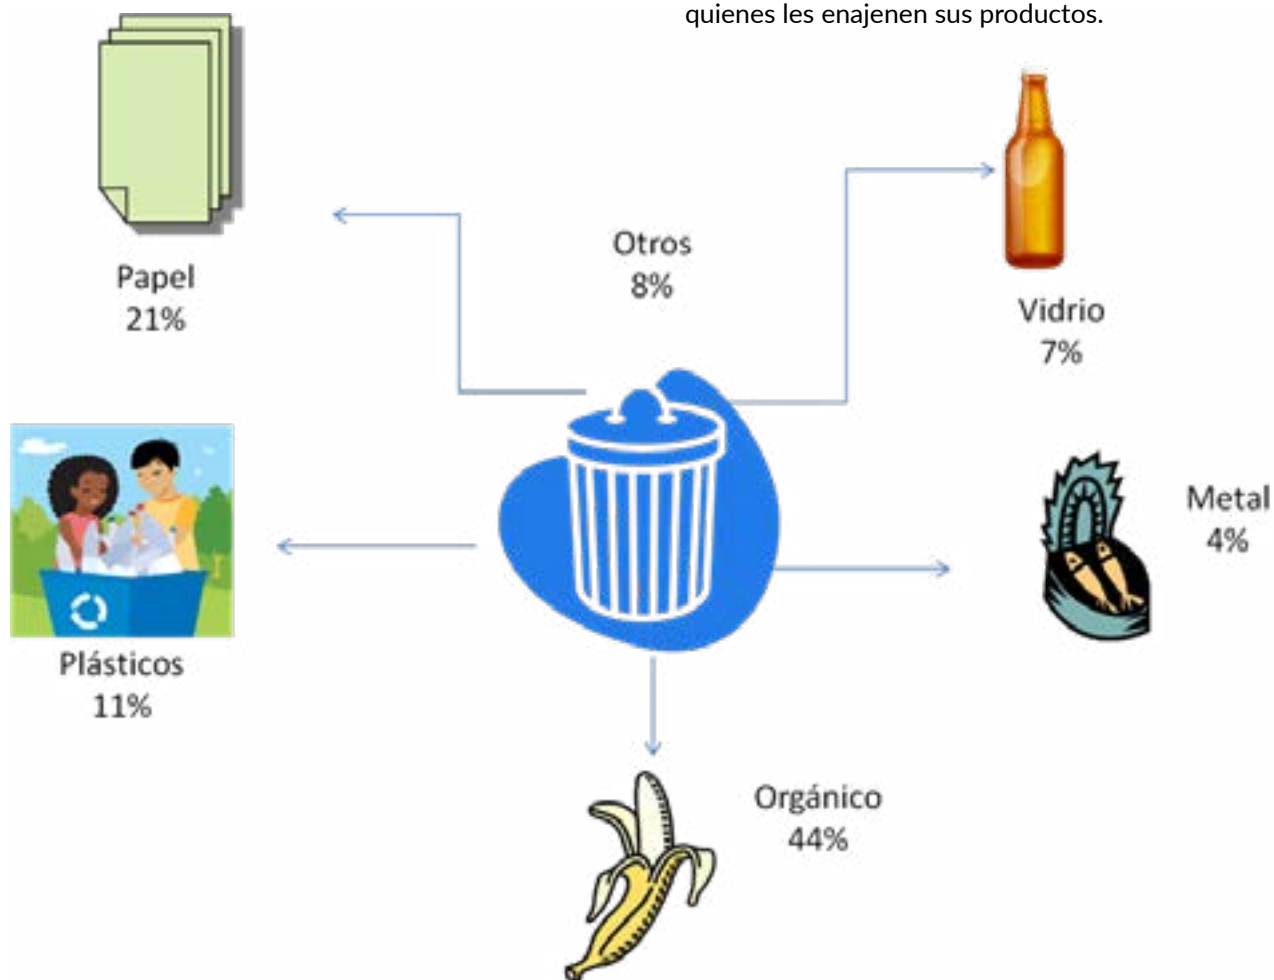 quienes les enajenen sus productos.
Papel
21%
Otros
8%
Vidrio
7%
Plásticos
11%
Metal
4%
Orgánico
44%